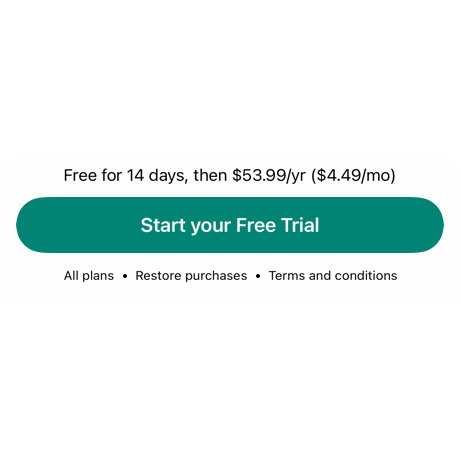 Free for 14 days, then $53.99/yr ($4.49/mo)
Start your Free Trial
All plans • Restore purchases • Terms and conditions